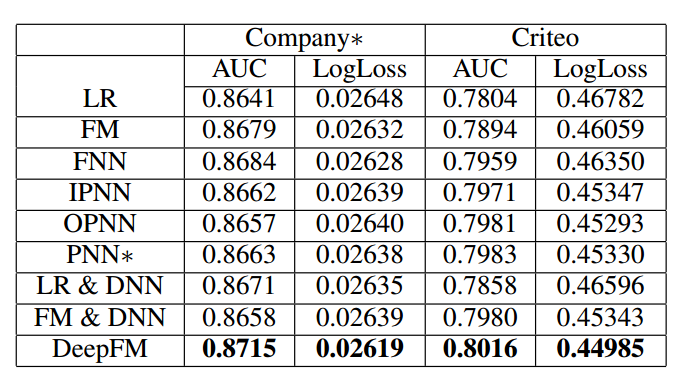 Company∗ Criteo
AUC LogLoss AUC LogLoss
LR 0.8641 0.02648 0.7804 0.46782
FM 0.8679 0.02632 0.7894 0.46059
FNN 0.8684 0.02628 0.7959 0.46350
IPNN 0.8662 0.02639 0.7971 0.45347
OPNN 0.8657 0.02640 0.7981 0.45293
PNN∗ 0.8663 0.02638 0.7983 0.45330
LR & DNN 0.8671 0.02635 0.7858 0.46596
FM & DNN 0.8658 0.02639 0.7980 0.45343
DeepFM 0.8715 0.02619 0.8016 0.44985